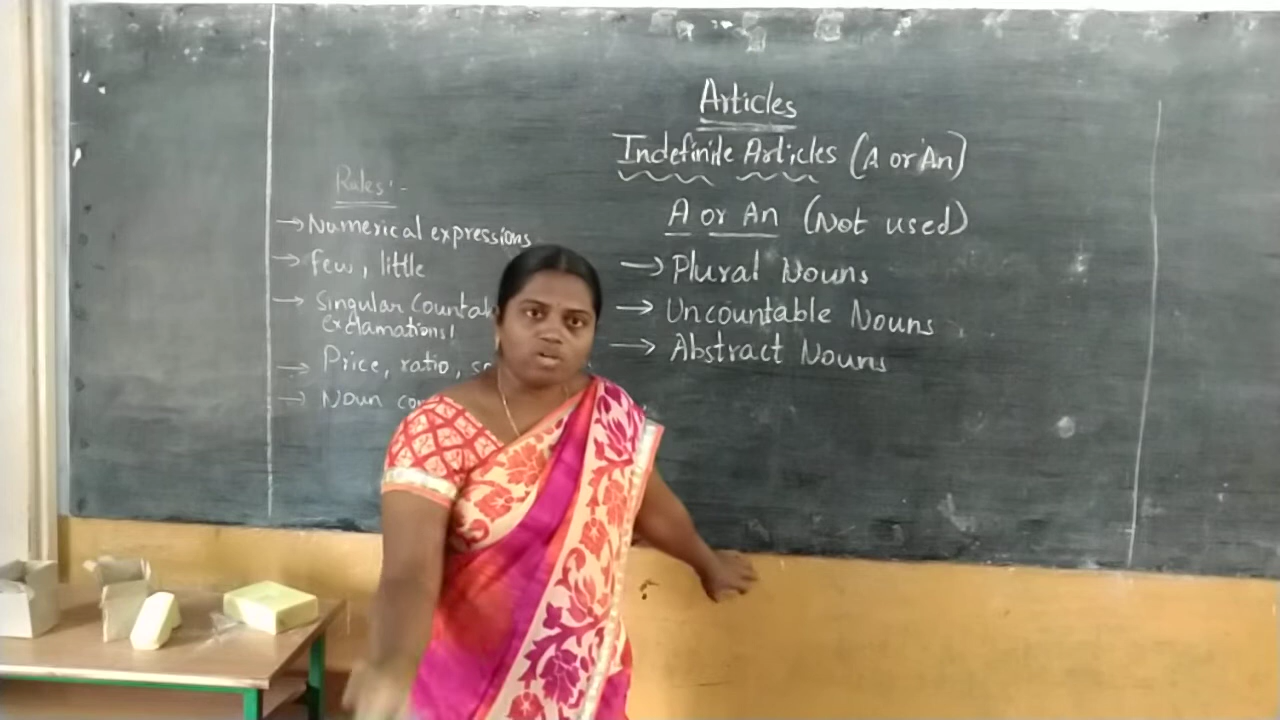 Articles
Indefinite Articles (A or An)
A or An (Not used)
→ Plural Nouns
→ Uncountable Nouns
→ Abstract Nouns
Rules:-
→ Numerical expressions
→ few, little
→ Singular
exclamations!
→ Price, ratio,
→ Noun